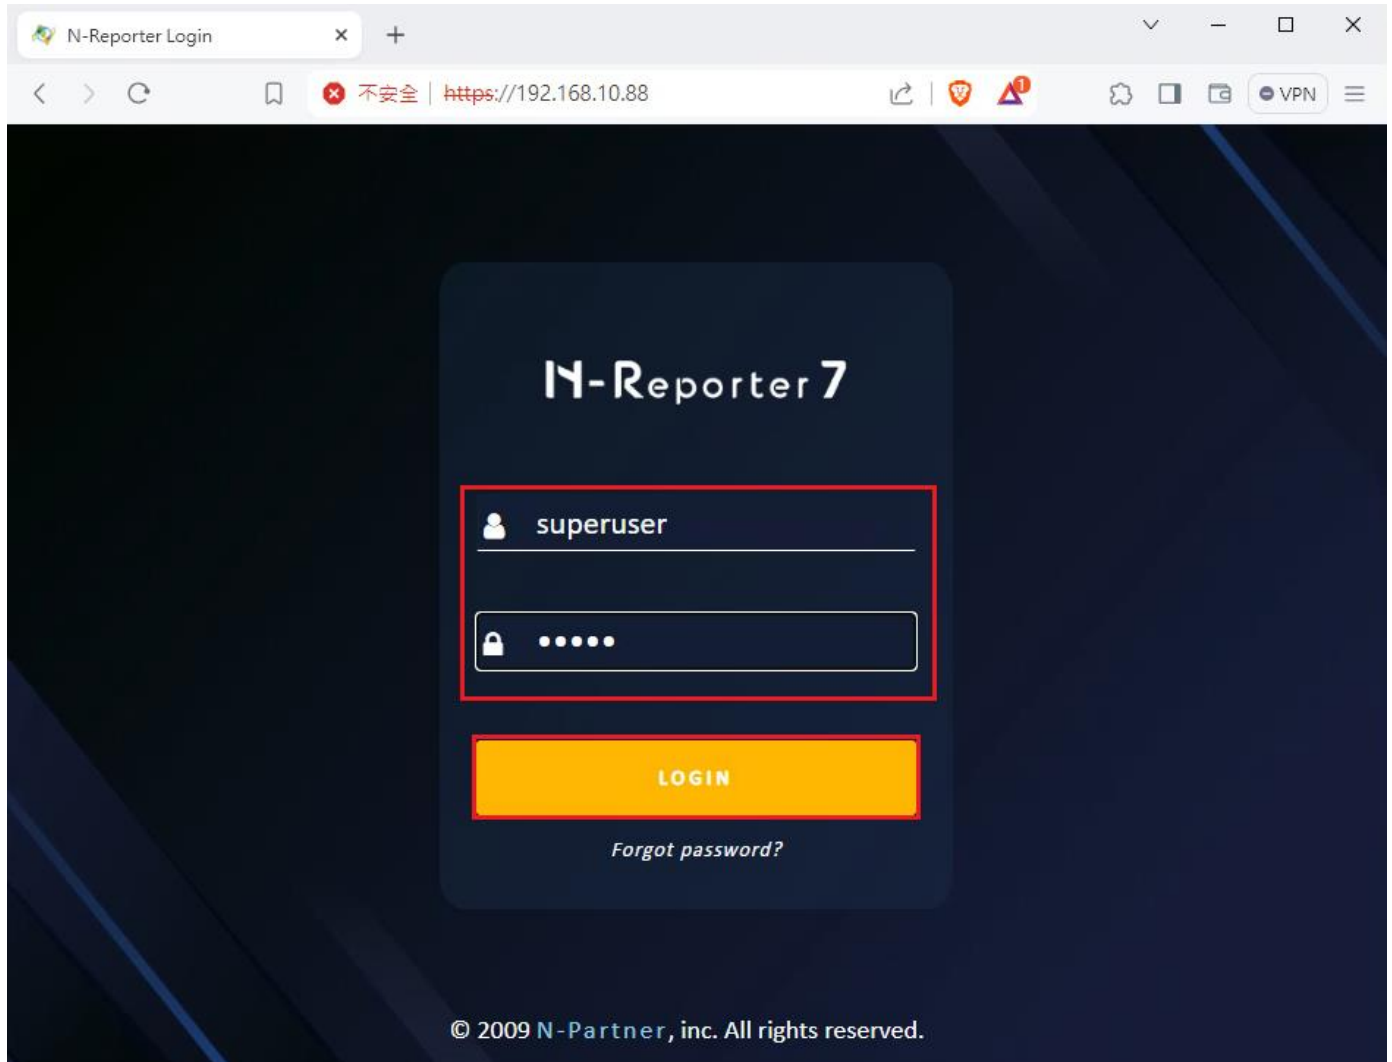 N-Reporter Login
不安全 https://192.168.10.88
1
VPN
N-Reporter 7
superuser
•••••
LOGIN
Forgot password?
© 2009 N-Partner, inc. All rights reserved.